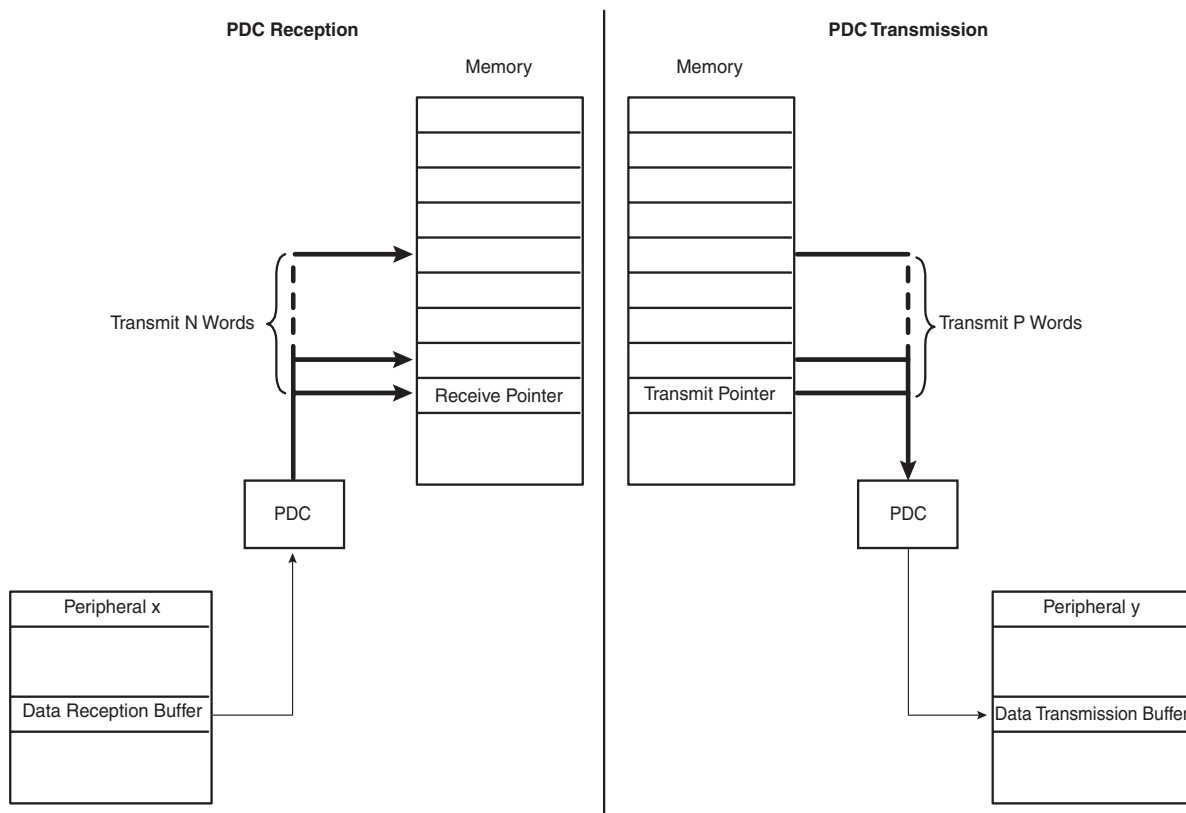 PDC Reception
Memory
Transmit N Words
Receive Pointer
PDC
Peripheral x
Data Reception Buffer
PDC Transmission
Memory
Transmit P Words
Transmit Pointer
PDC
Peripheral y
Data Transmission Buffer